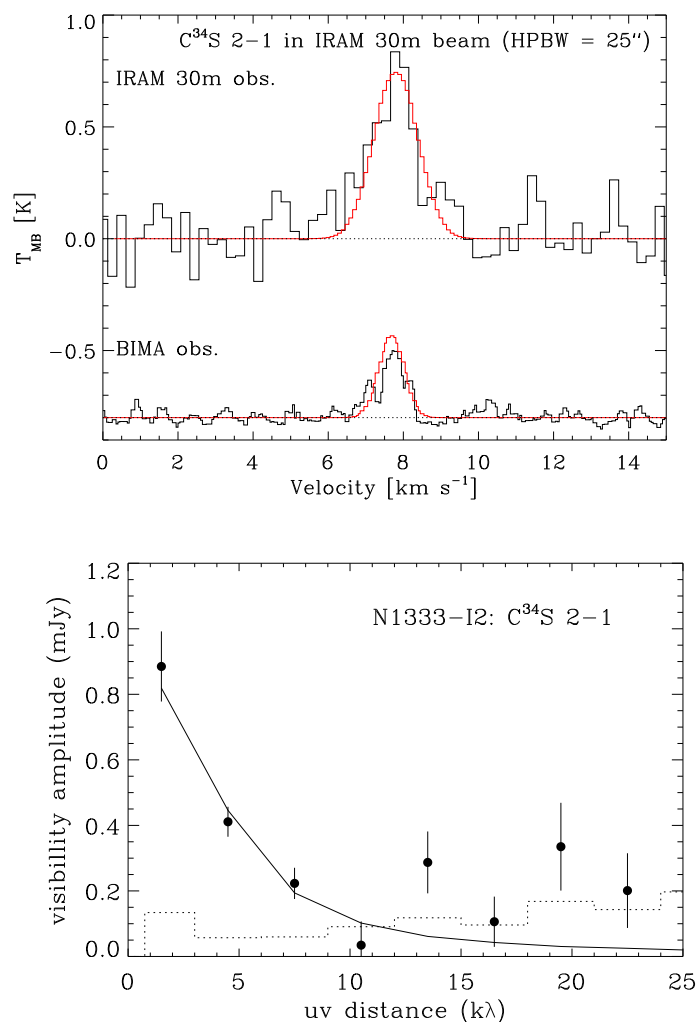 C³⁴S 2−1 in IRAM 30m beam (HPBW = 25")
IRAM 30m obs.
1.0
0.5
0.0
−0.5
T_MB [K]
BIMA obs.
0 2 4 6 8 10 12 14
Velocity [km s⁻¹]
N1333−I2: C³⁴S 2−1
1.2
1.0
0.8
0.6
0.4
0.2
0.0
visibillity amplitude (mJy)
0 5 10 15 20 25
uv distance (kλ)